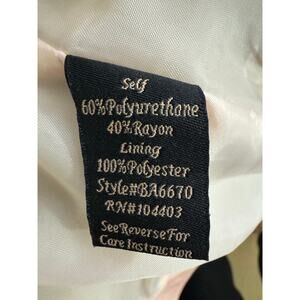 Self
60%Polyurethane
40%Rayon
Lining
100%Polyester
Style#BA6670
RN#104403
See Reverse For
Care Instruction